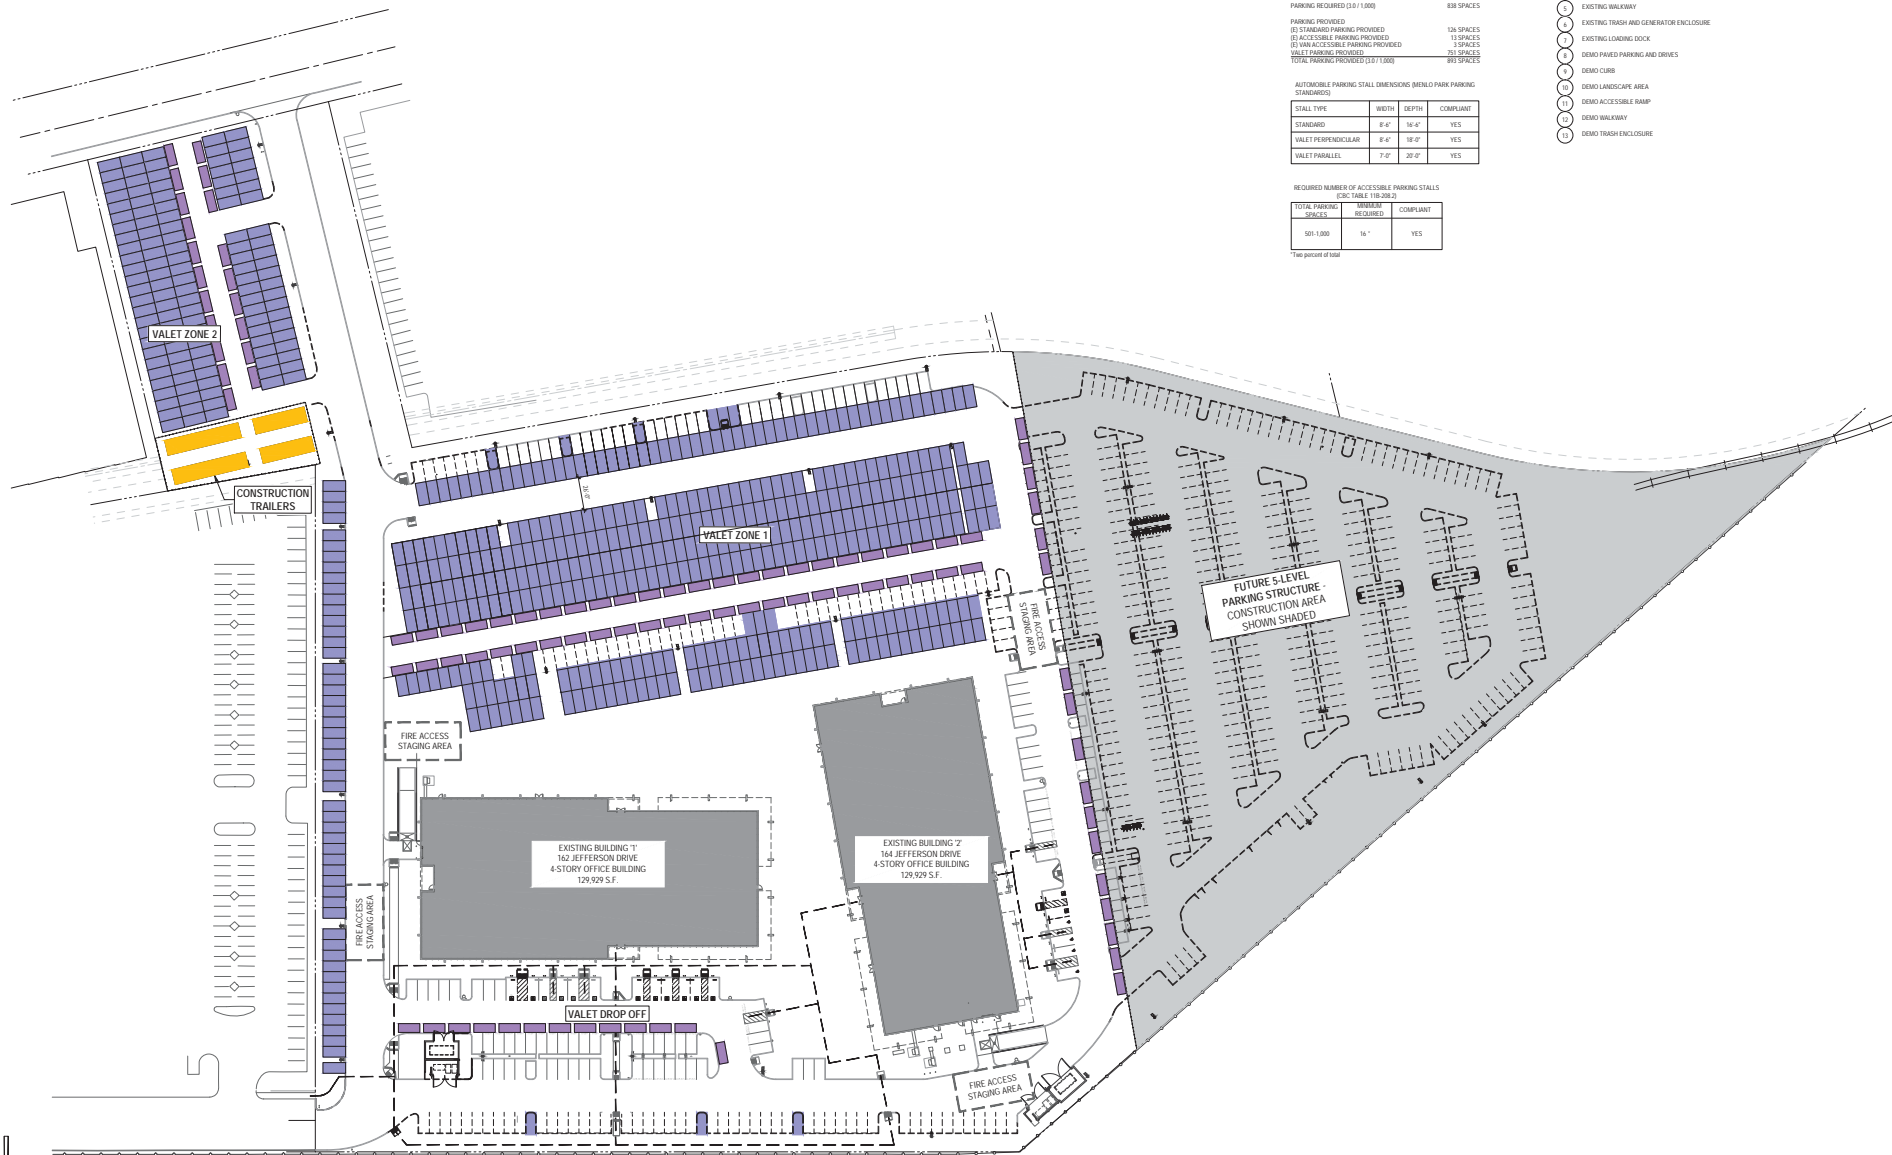 PARKING REQUIRED (3.0 / 1,000) 838 SPACES
PARKING PROVIDED
(E) STANDARD PARKING PROVIDED 126 SPACES
(E) ACCESSIBLE PARKING PROVIDED 13 SPACES
(E) VAN ACCESSIBLE PARKING PROVIDED 3 SPACES
VALET PARKING PROVIDED 751 SPACES
TOTAL PARKING PROVIDED (3.0 / 1,000) 893 SPACES
AUTOMOBILE PARKING STALL DIMENSIONS (MENLO PARK PARKING
STANDARDS)
STALL TYPE WIDTH DEPTH COMPLIANT
STANDARD 8'-6" 16'-6" YES
VALET PERPENDICULAR 8'-6" 18'-0" YES
VALET PARALLEL 7'-0" 20'-0" YES
REQUIRED NUMBER OF ACCESSIBLE PARKING STALLS
(CBC TABLE 11B-208.2)
TOTAL PARKING SPACES MINIMUM REQUIRED COMPLIANT
501-1,000 16 * YES
*Two percent of total
5 EXISTING WALKWAY
6 EXISTING TRASH AND GENERATOR ENCLOSURE
7 EXISTING LOADING DOCK
8 DEMO PAVED PARKING AND DRIVES
9 DEMO CURB
10 DEMO LANDSCAPE AREA
11 DEMO ACCESSIBLE RAMP
12 DEMO WALKWAY
13 DEMO TRASH ENCLOSURE
VALET ZONE 2
CONSTRUCTION
TRAILERS
26'-0"
VALET ZONE 1
FUTURE 5-LEVEL
PARKING STRUCTURE -
CONSTRUCTION AREA
SHOWN SHADED
FIRE ACCESS
STAGING AREA
FIRE ACCESS
STAGING AREA
EXISTING BUILDING '1'
162 JEFFERSON DRIVE
4-STORY OFFICE BUILDING
129,929 S.F.
EXISTING BUILDING '2'
164 JEFFERSON DRIVE
4-STORY OFFICE BUILDING
129,929 S.F.
FIRE ACCESS
STAGING AREA
VALET DROP OFF
FIRE ACCESS
STAGING AREA